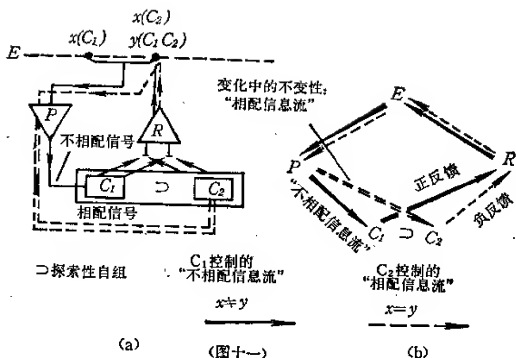 x(C₂)
x(C₁) y(C₁C₂)
E
P
不相配信号
R
C₁ ⊃ C₂
相配信号
⊃探索性自组
(a)
变化中的不变性:
“相配信息流”
E
P
R
“不相配信息流”
正反馈
负反馈
C₁ ⊃ C₂
C₁控制的
“不相配信息流”
x≠y
C₂控制的
“相配信息流”
x=y
(图十一)
(b)